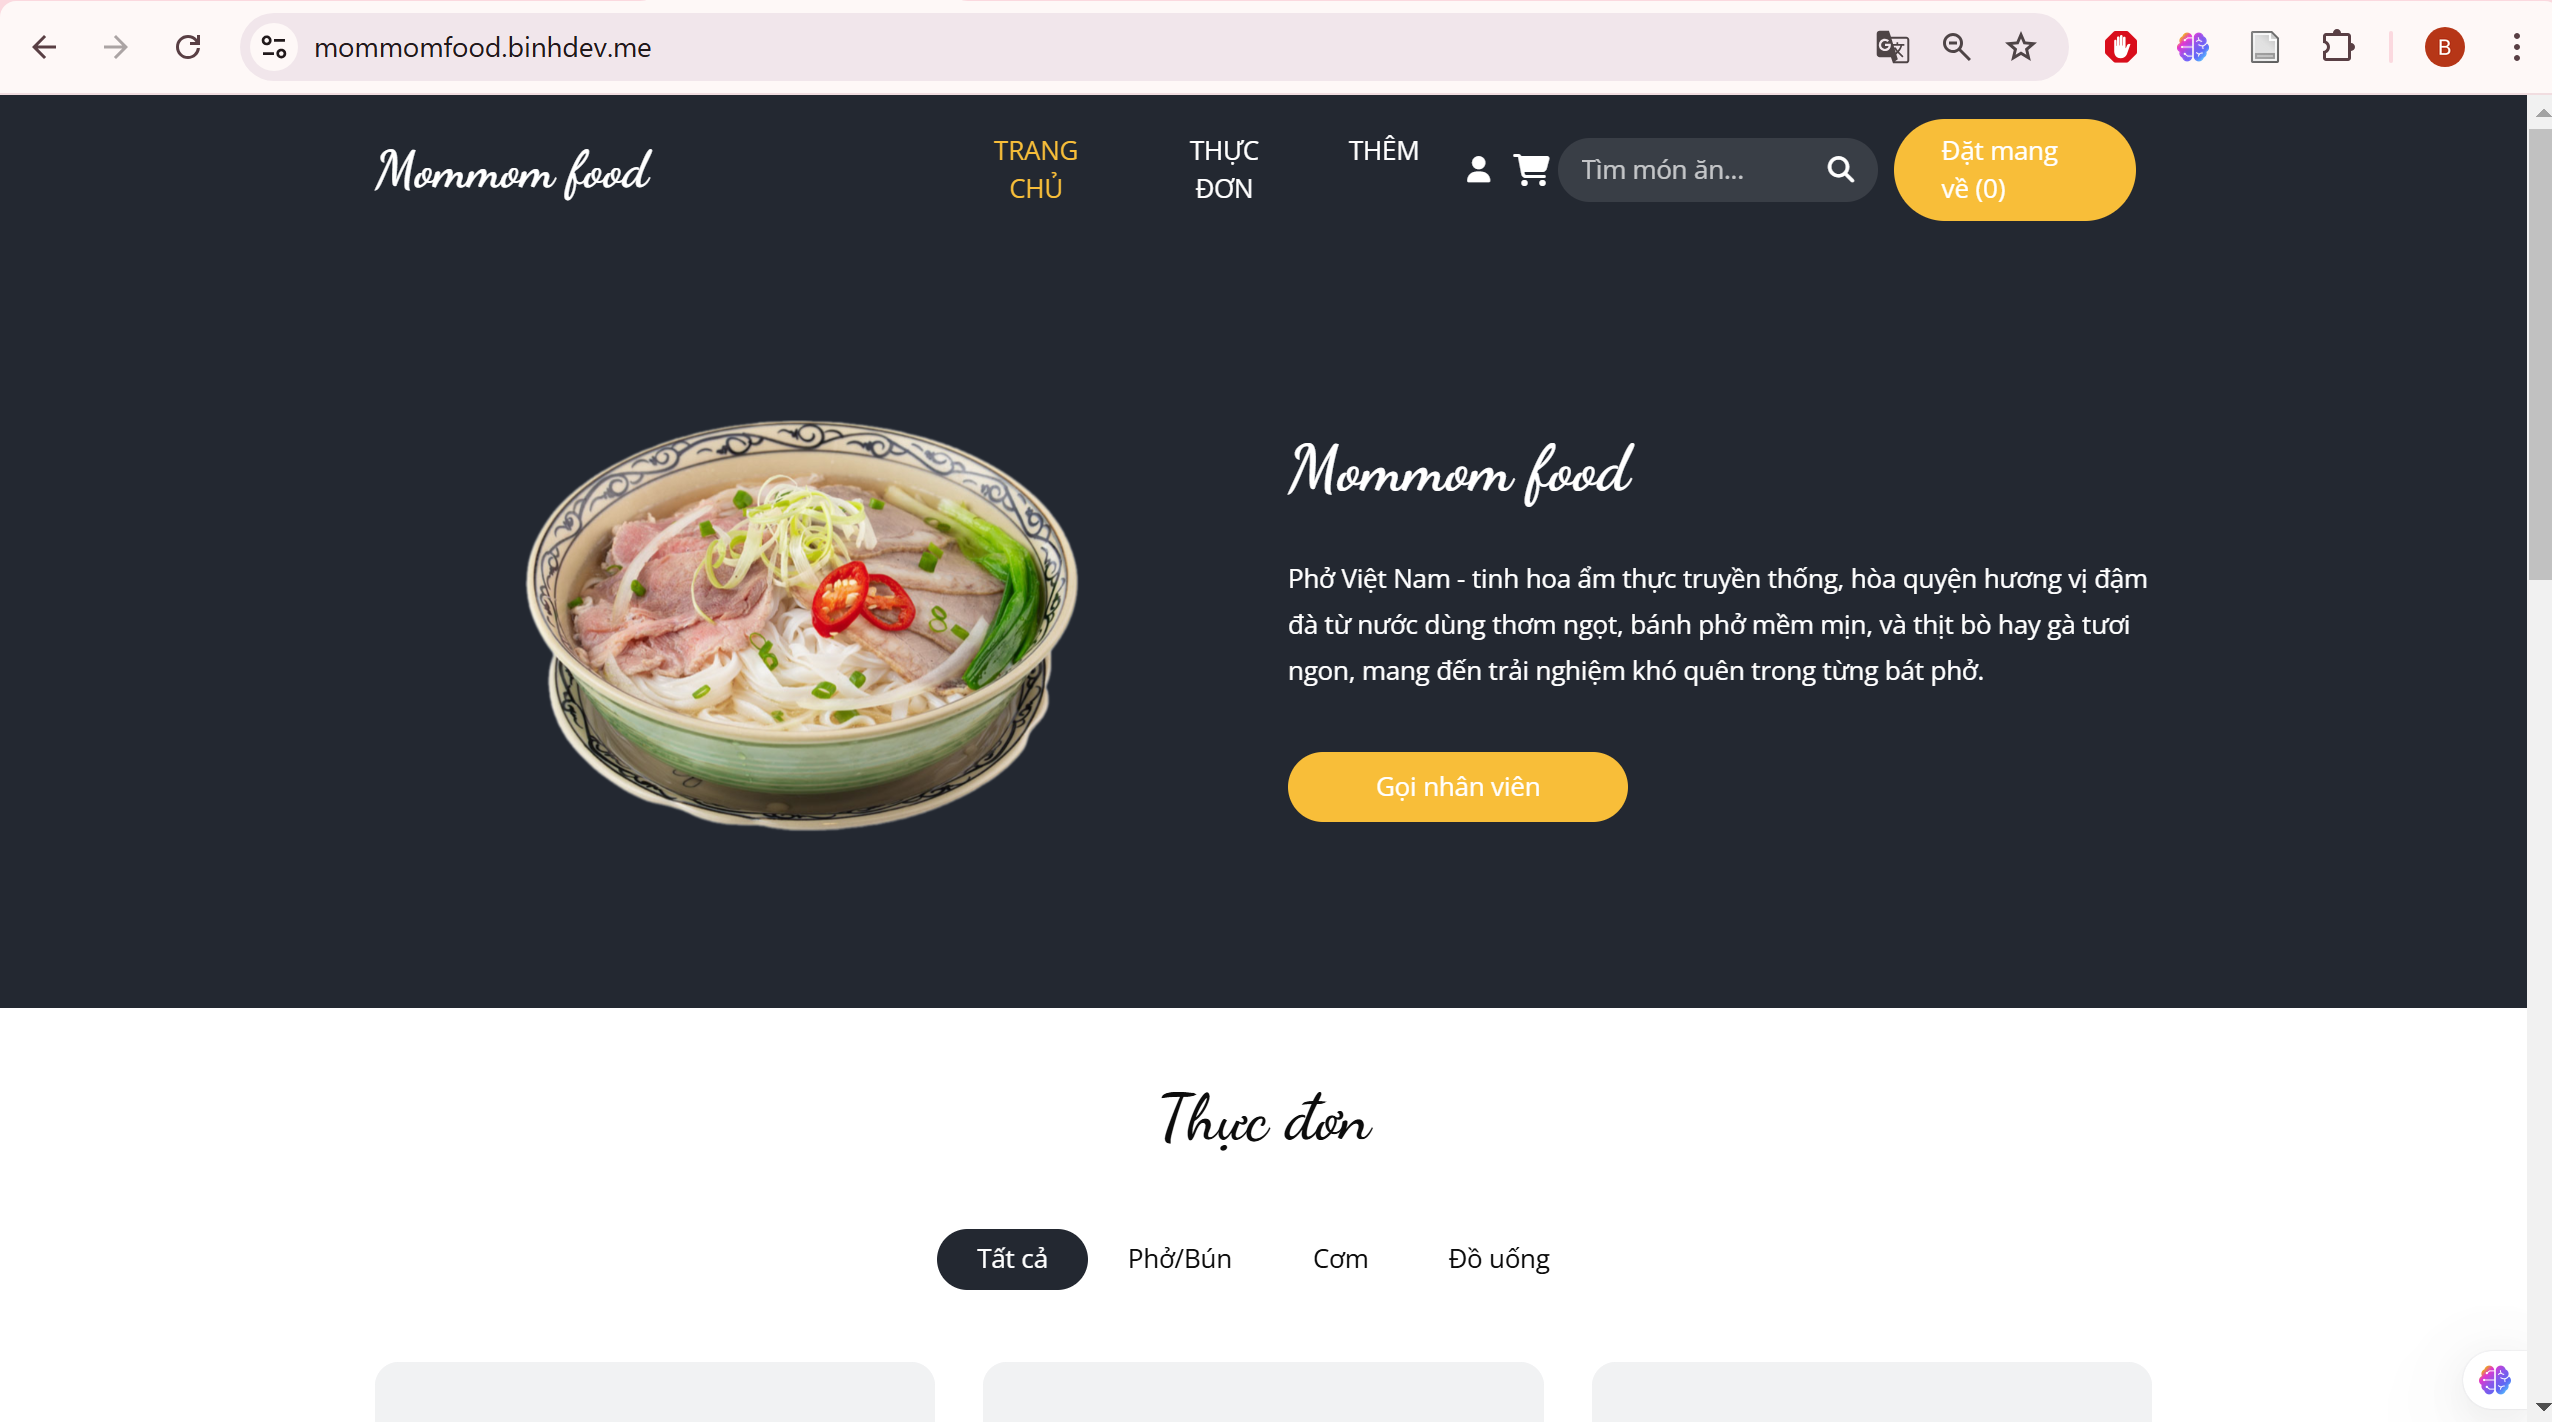 mommomfood.binhdev.me
B
Mommom food
TRANG
CHỦ
THỰC
ĐƠN
THÊM
Tìm món ăn...
Đặt mang
về (0)
Mommom food
Phở Việt Nam - tinh hoa ẩm thực truyền thống, hòa quyện hương vị đậm
đà từ nước dùng thơm ngọt, bánh phở mềm mịn, và thịt bò hay gà tươi
ngon, mang đến trải nghiệm khó quên trong từng bát phở.
Gọi nhân viên
Thực đơn
Tất cả
Phở/Bún
Cơm
Đồ uống